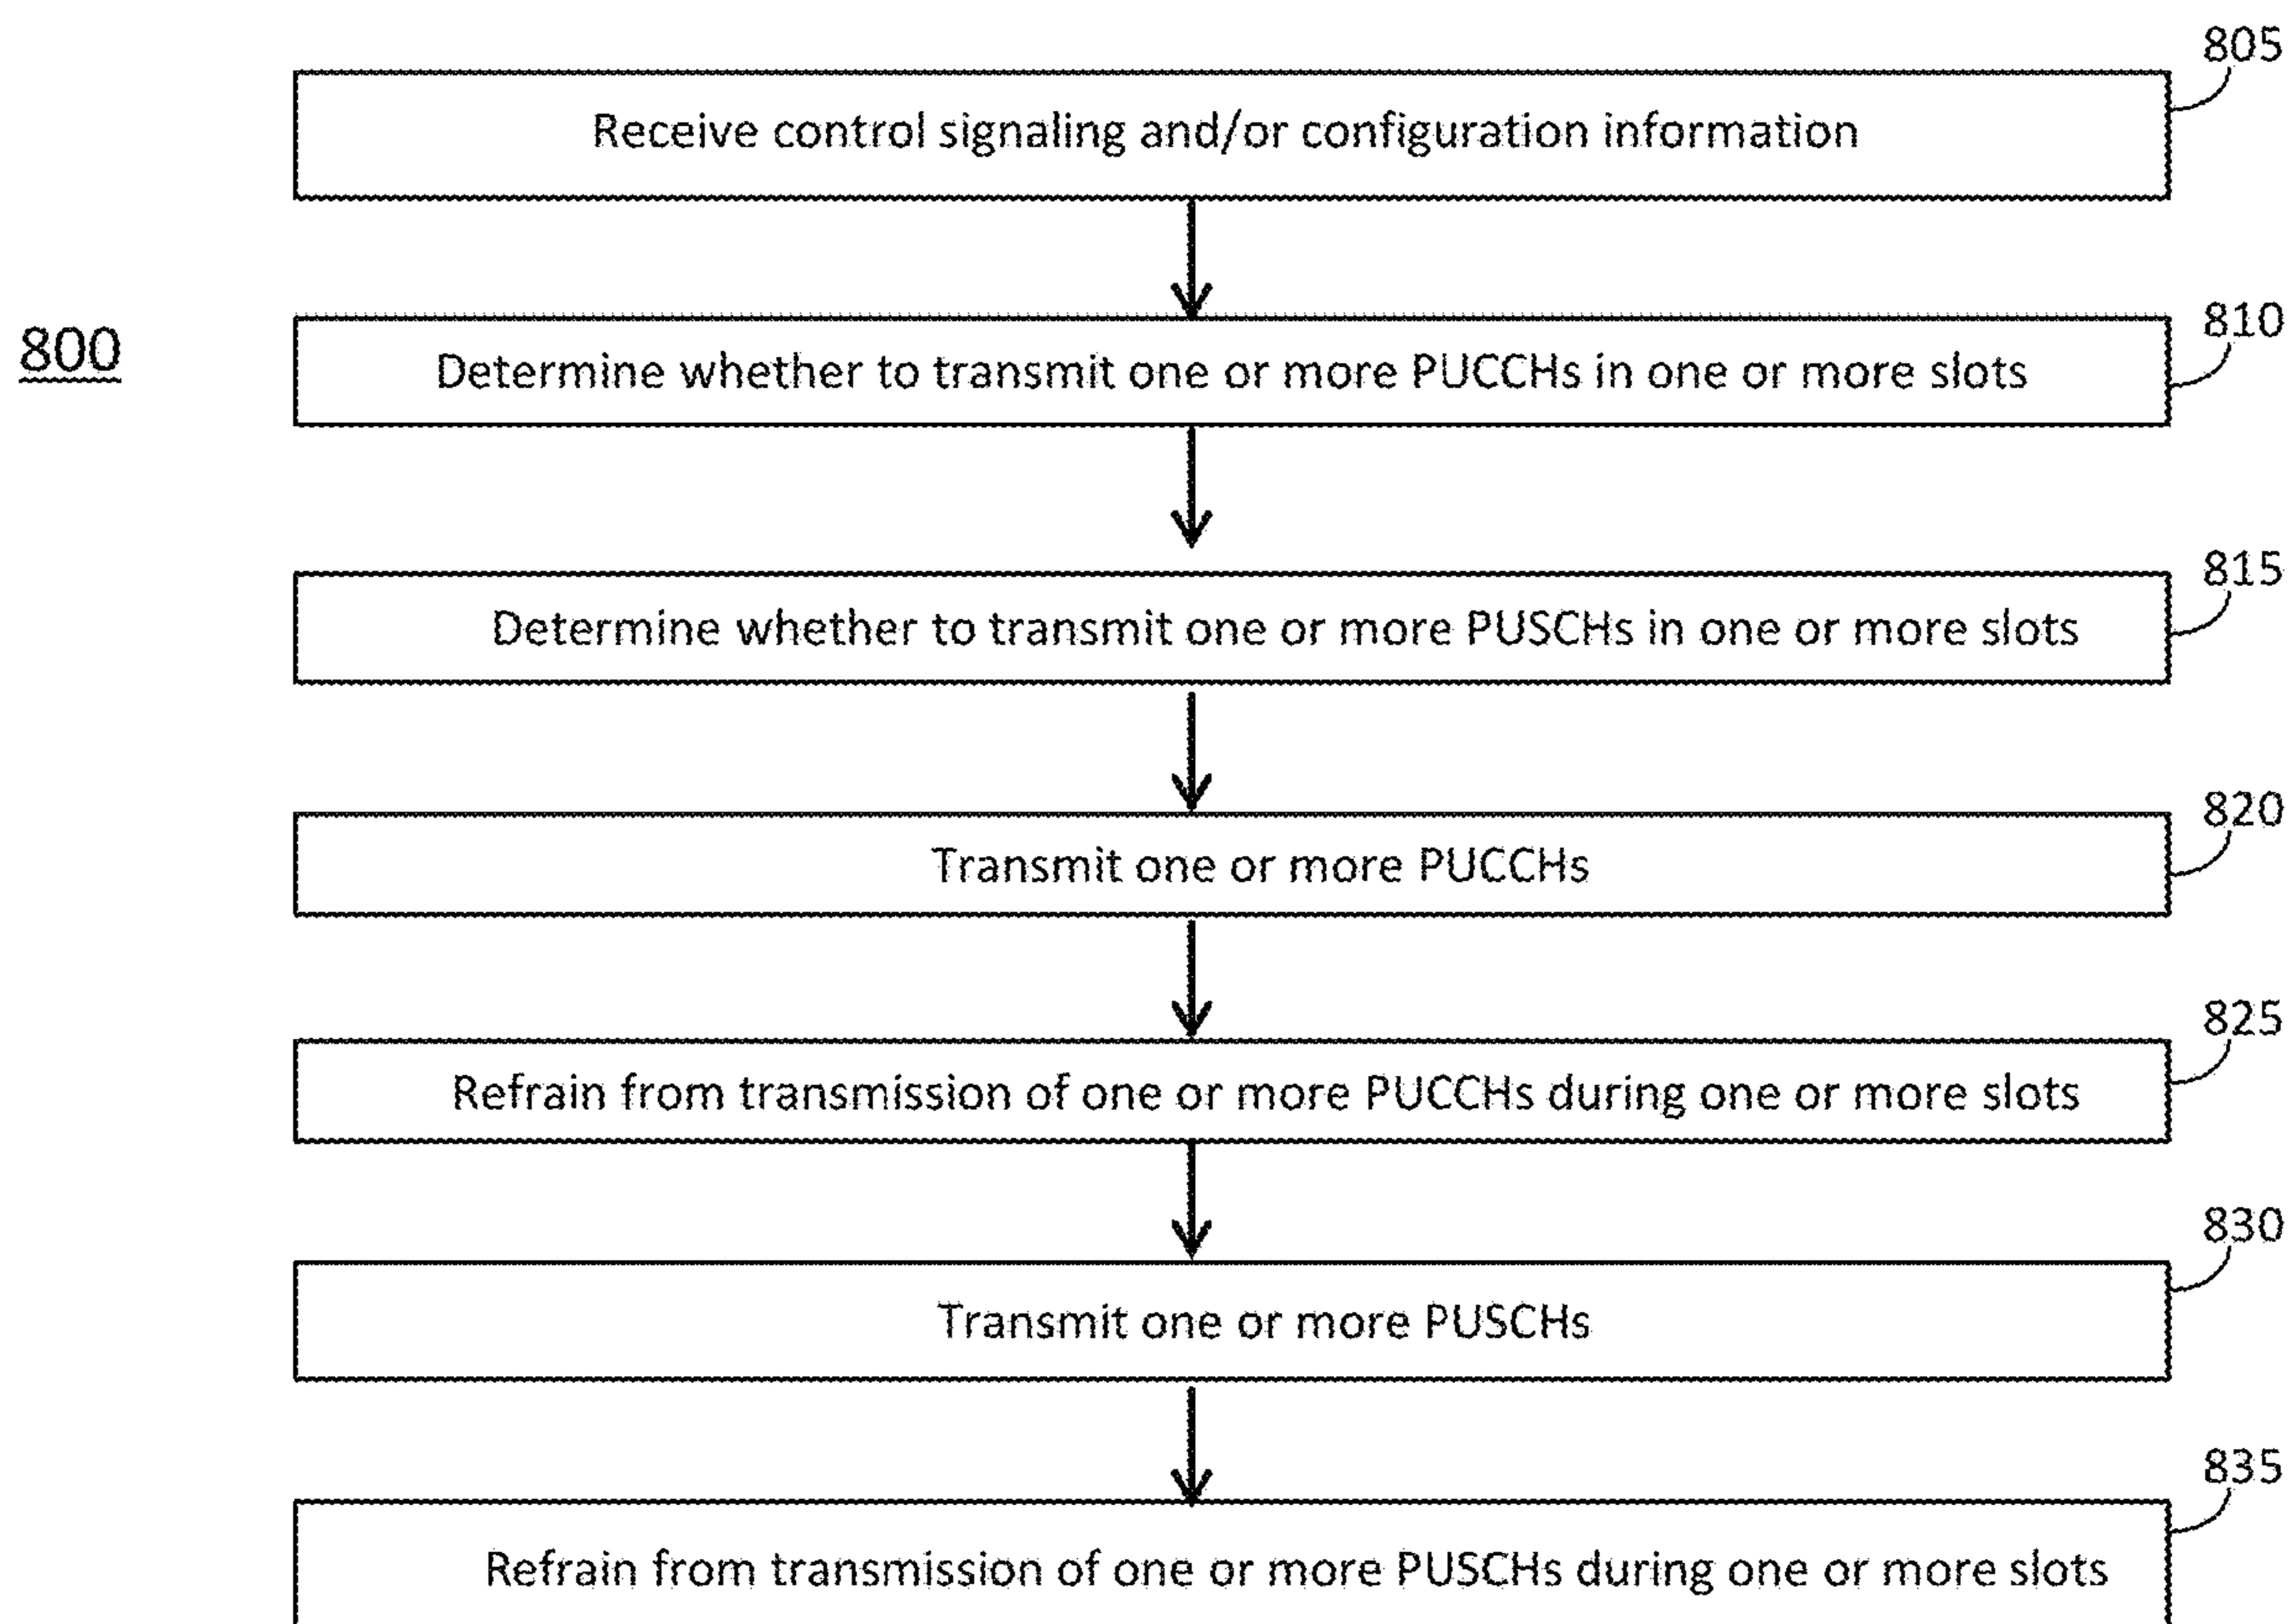 805
Receive control signaling and/or configuration information
810
800
Determine whether to transmit one or more PUCCHs in one or more slots
815
Determine whether to transmit one or more PUSCHs in one or more slots
820
Transmit one or more PUCCHs
825
Refrain from transmission of one or more PUCCHs during one or more slots
830
Transmit one or more PUSCHs
835
Refrain from transmission of one or more PUSCHs during one or more slots